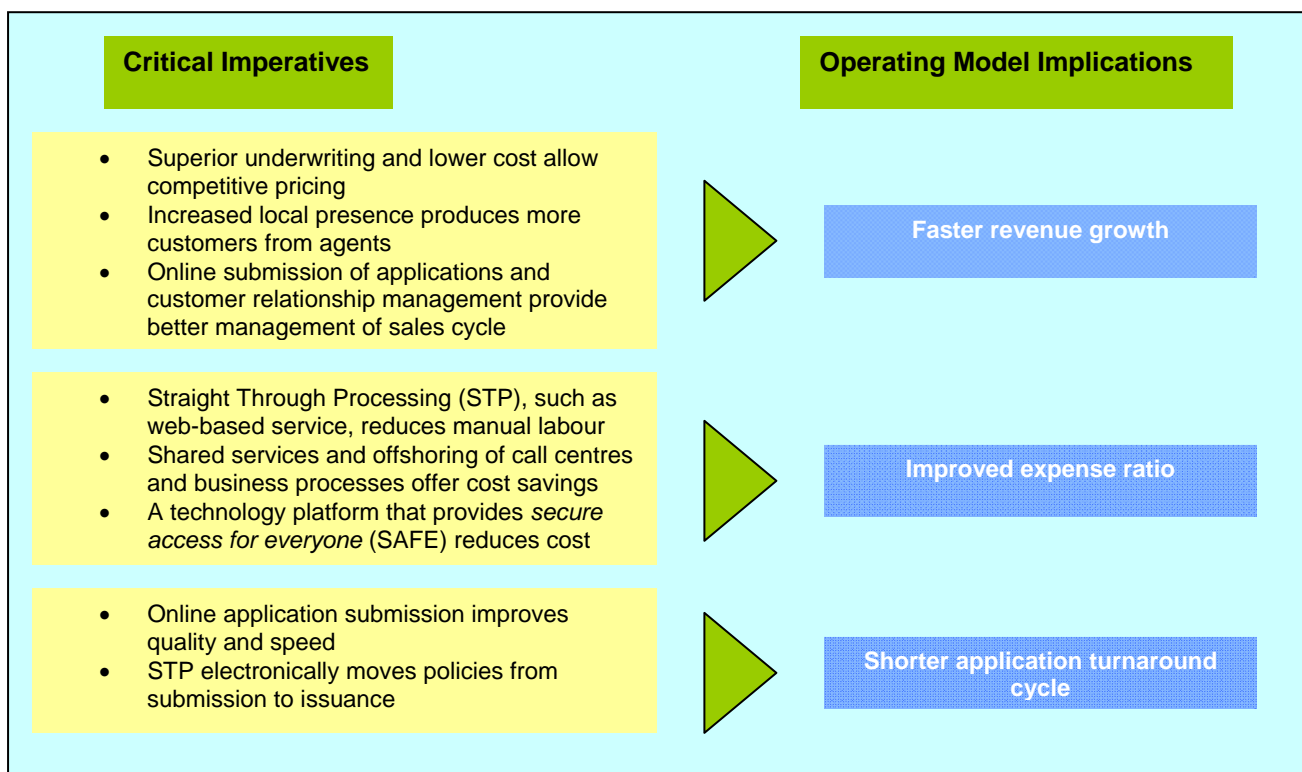 Critical Imperatives
Operating Model Implications
• Superior underwriting and lower cost allow
competitive pricing
• Increased local presence produces more
customers from agents
• Online submission of applications and
customer relationship management provide
better management of sales cycle
Faster revenue growth
• Straight Through Processing (STP), such as
web-based service, reduces manual labour
• Shared services and offshoring of call centres
and business processes offer cost savings
• A technology platform that provides secure
access for everyone (SAFE) reduces cost
Improved expense ratio
• Online application submission improves
quality and speed
• STP electronically moves policies from
submission to issuance
Shorter application turnaround
cycle